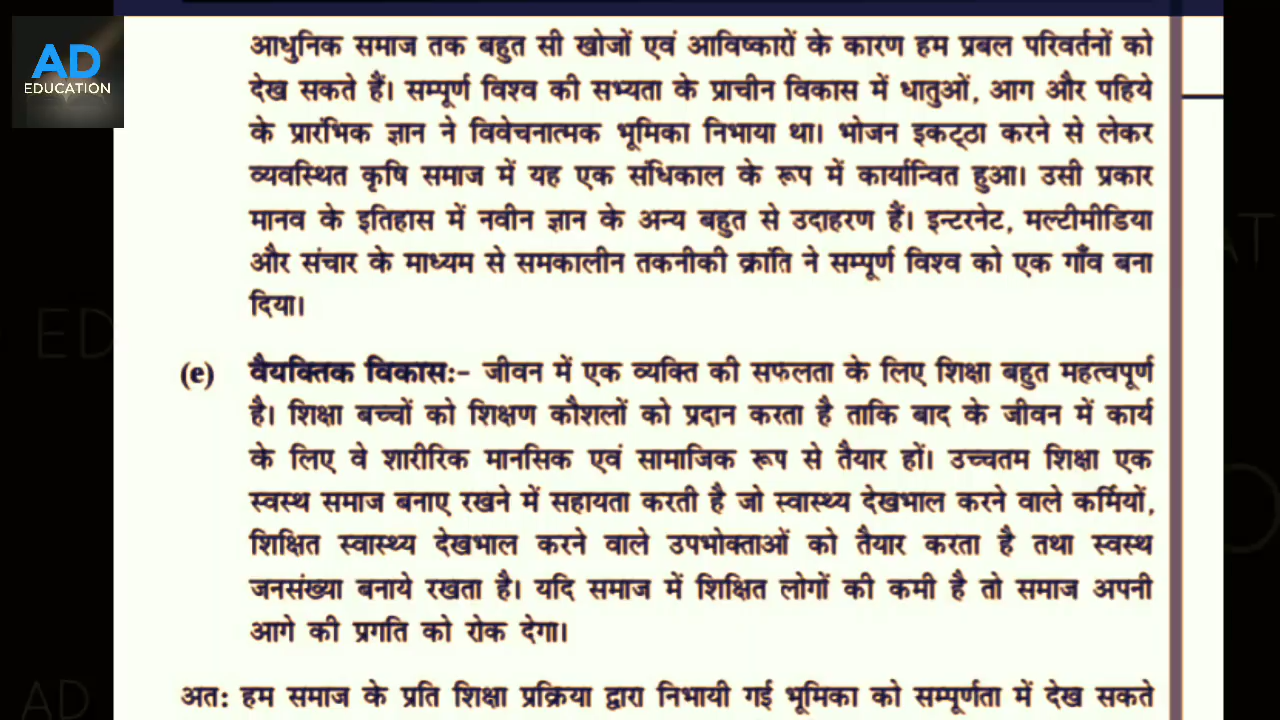 AD
EDUCATION
आधुनिक समाज तक बहुत सी खोजों एवं आविष्कारों के कारण हम प्रबल परिवर्तनों को
देख सकते हैं। सम्पूर्ण विश्व की सभ्यता के प्राचीन विकास में धातुओं, आग और पहिये
के प्रारंभिक ज्ञान ने विवेचनात्मक भूमिका निभाया था। भोजन इकट्ठा करने से लेकर
व्यवस्थित कृषि समाज में यह एक संधिकाल के रूप में कार्यान्वित हुआ। उसी प्रकार
मानव के इतिहास में नवीन ज्ञान के अन्य बहुत से उदाहरण हैं। इन्टरनेट, मल्टीमीडिया
और संचार के माध्यम से समकालीन तकनीकी क्रांति ने सम्पूर्ण विश्व को एक गाँव बना
दिया।
(e) वैयक्तिक विकास:- जीवन में एक व्यक्ति की सफलता के लिए शिक्षा बहुत महत्वपूर्ण
है। शिक्षा बच्चों को शिक्षण कौशलों को प्रदान करता है ताकि बाद के जीवन में कार्य
के लिए वे शारीरिक मानसिक एवं सामाजिक रूप से तैयार हों। उच्चतम शिक्षा एक
स्वस्थ समाज बनाए रखने में सहायता करती है जो स्वास्थ्य देखभाल करने वाले कर्मियों,
शिक्षित स्वास्थ्य देखभाल करने वाले उपभोक्ताओं को तैयार करता है तथा स्वस्थ
जनसंख्या बनाये रखता है। यदि समाज में शिक्षित लोगों की कमी है तो समाज अपनी
आगे की प्रगति को रोक देगा।
अत: हम समाज के प्रति शिक्षा प्रक्रिया द्वारा निभायी गई भूमिका को सम्पूर्णता में देख सकते
ED
AD